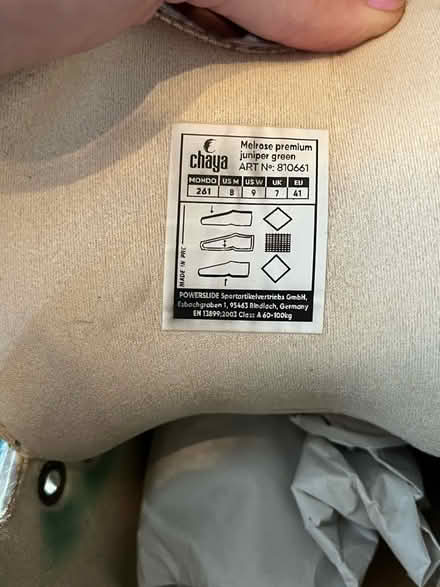 chaya
Melrose premium
juniper green
ART Nº: 810661
MONDO US M US W UK EU
261 8 9 7 41
MADE IN PRC
POWERSLIDE Sportartikelvertriebs GmbH,
Esbachgraben 1, 95463 Bindlach, Germany
EN 13899:2003 Class A 60-100kg